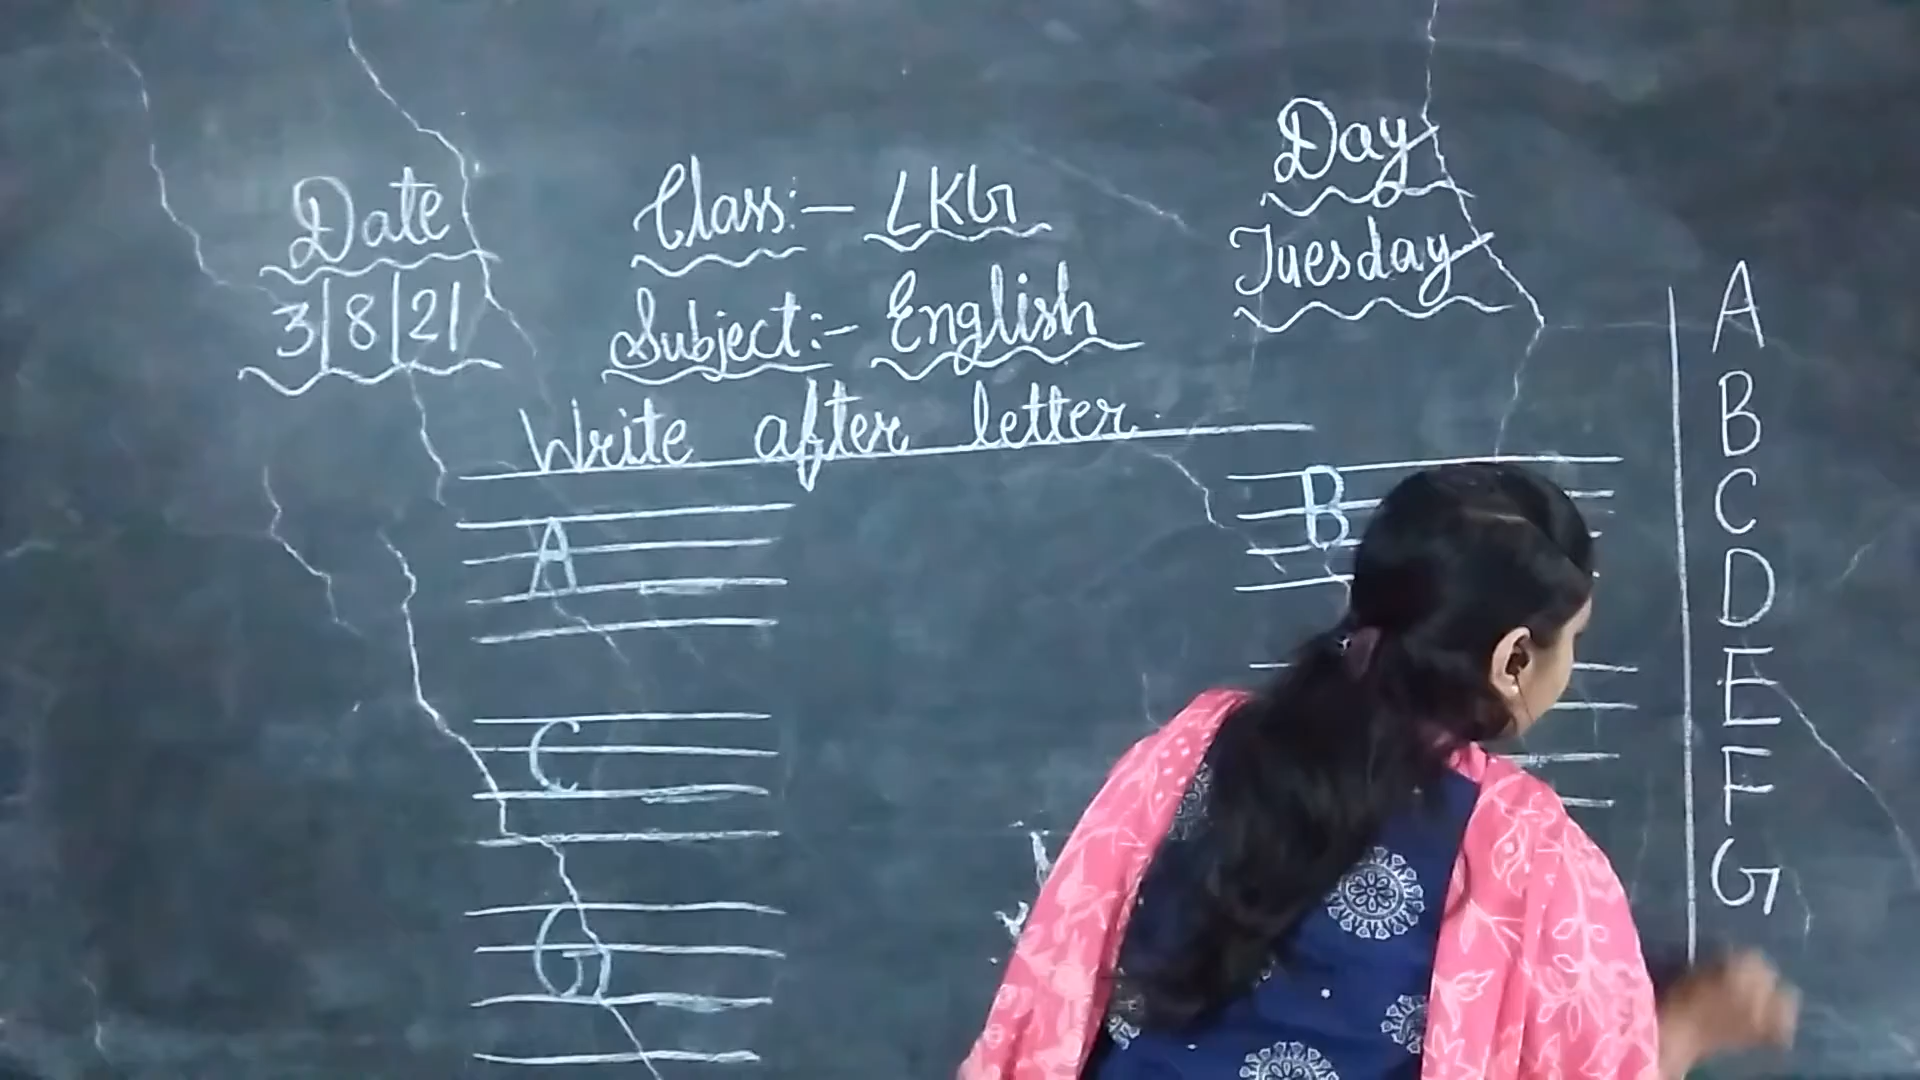 Date
3/8/21
Class:- LKG
Subject:- English
Day
Tuesday
Write after letter.
A
B
C
G
A
B
C
D
E
F
G